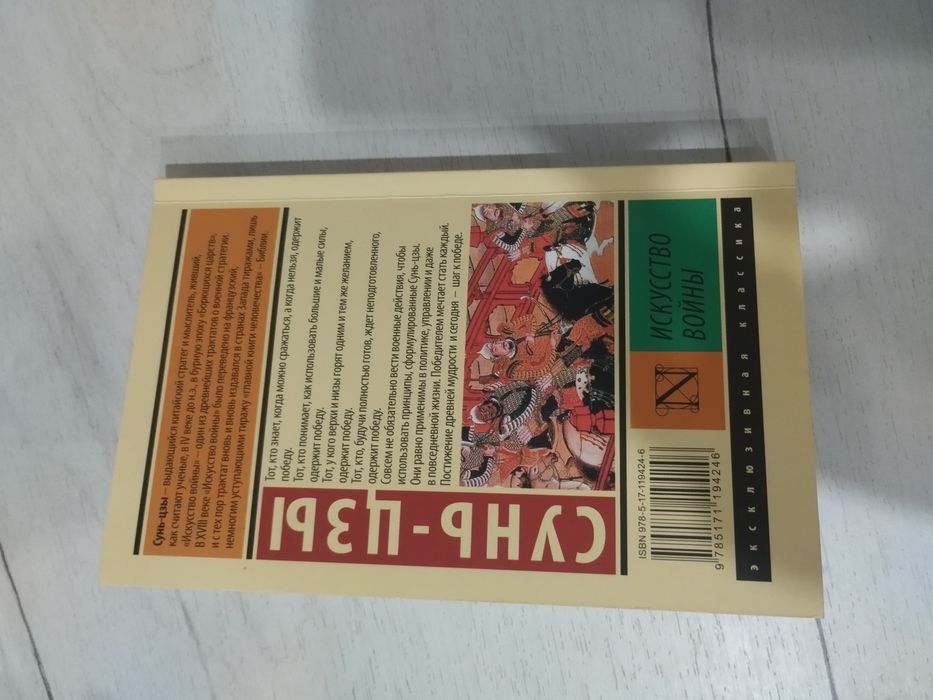 Сунь-цзы – выдающийся китайский стратег и мыслитель, живший,
как считают ученые, в IV веке до н.э., в бурную эпоху «Борющихся царств».
«Искусство войны» – один из древнейших трактатов о военной стратегии.
В XVIII веке «Искусство войны» было переведено на французский,
и с тех пор трактат вновь и вновь издавался в странах Запада тиражами, лишь
немногим уступающими тиражу «главной книги человечества» – Библии.
Тот, кто знает, когда можно сражаться, а когда нельзя, одержит
победу.
Тот, кто понимает, как использовать большие и малые силы,
одержит победу.
Тот, у кого верхи и низы горят одним и тем же желанием,
одержит победу.
Тот, кто, будучи полностью готов, ждет неподготовленного,
одержит победу.
Совсем не обязательно вести военные действия, чтобы
использовать принципы, сформулированные Сунь-цзы.
Они равно применимы в политике, управлении и даже
в повседневной жизни. Победителем мечтает стать каждый.
Постижение древней мудрости и сегодня – шаг к победе.
СУНЬ-ЦЗЫ
ИСКУССТВО
ВОЙНЫ
N
ISBN 978-5-17-119424-6
9 785171 194246
эксклюзивная классика